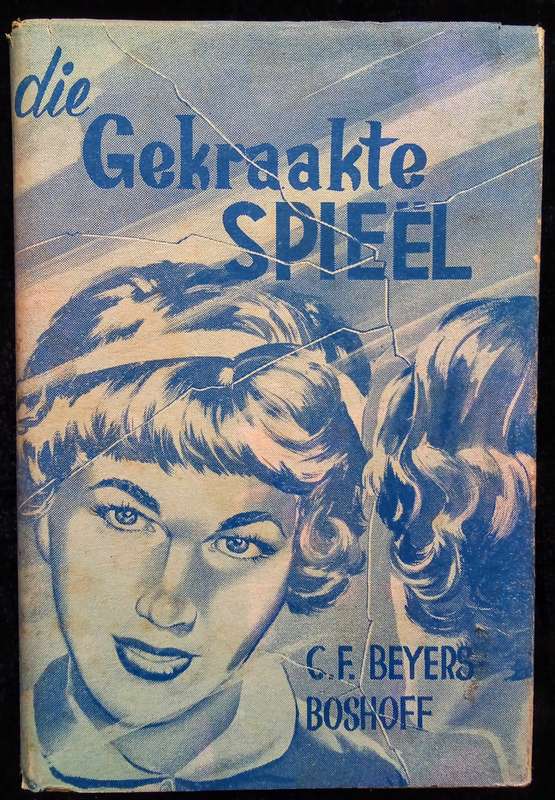 die
Gekraakte
SPIEËL
C.F. BEYERS
BOSHOFF